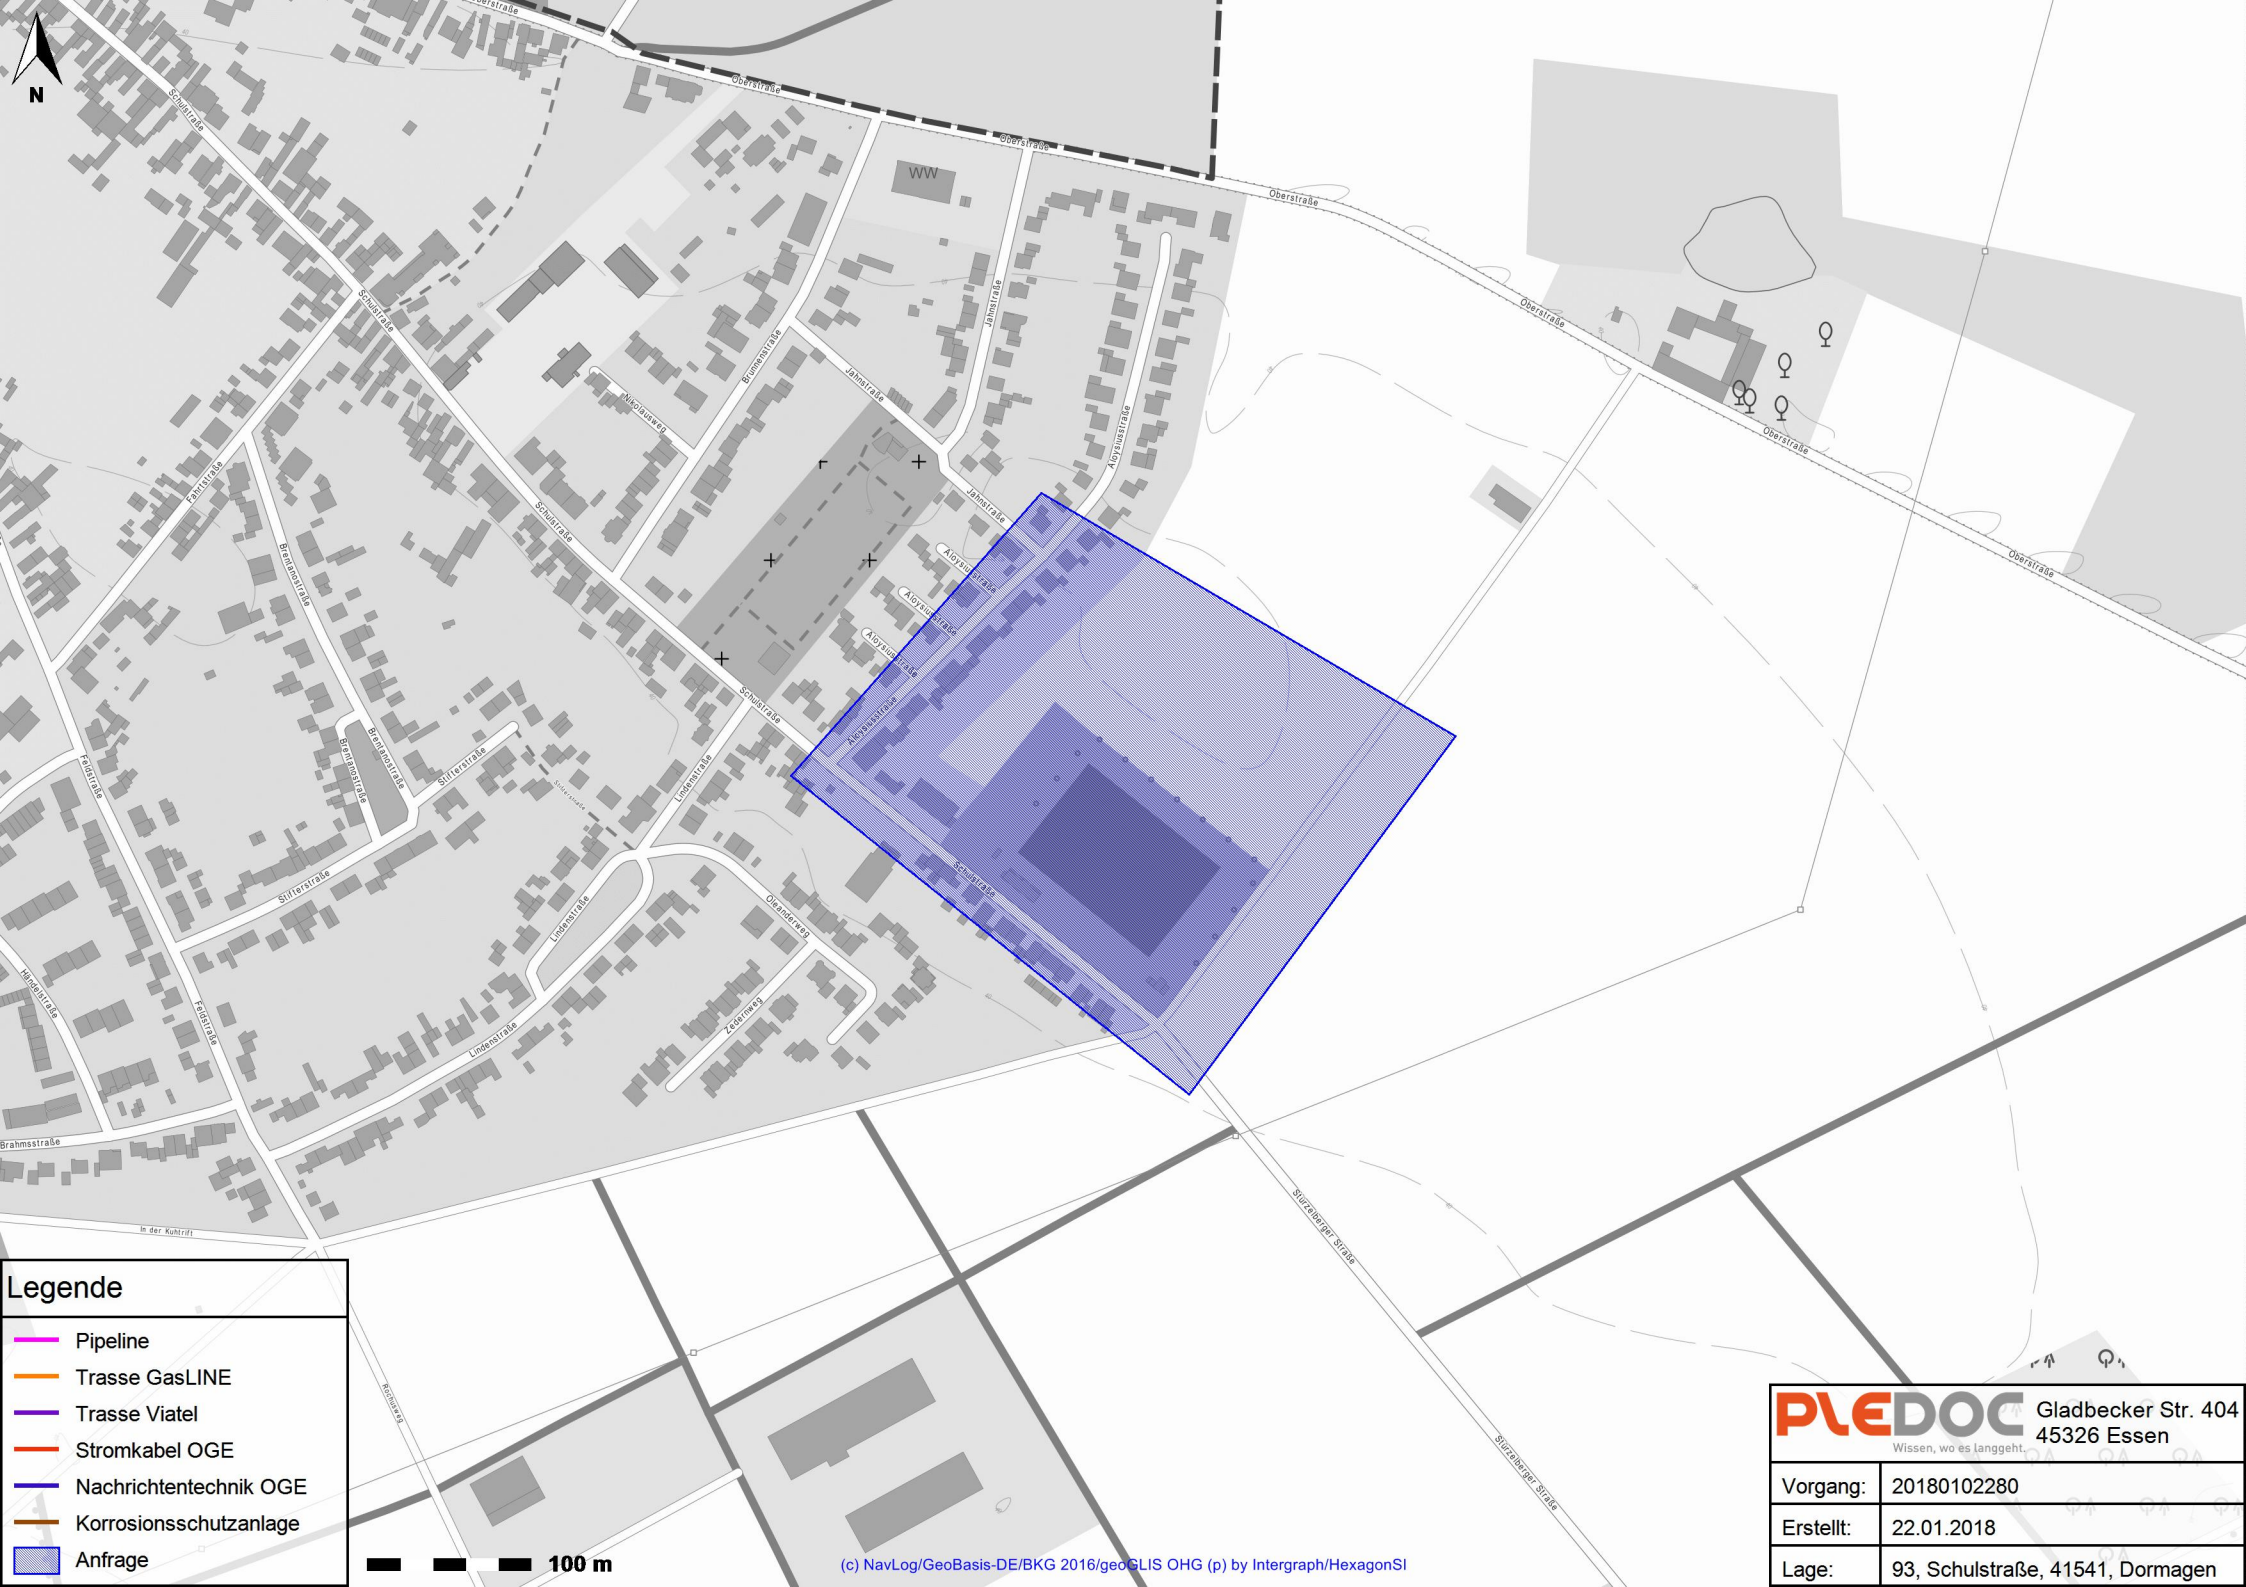 Oberstraße
N
Schulstraße
Oberstraße
Oberstraße
WW
Oberstraße
Schulstraße
Jahnstraße
Oberstraße
Brunnenstraße
Jahnstraße
Nikolausweg
Aloysiusstraße
Oberstraße
Fahrtstraße
Schulstraße
Jahnstraße
Brentanostraße
Aloysiusstraße
Oberstraße
Aloysiusstraße
Aloysiusstraße
Schulstraße
Aloysiusstraße
Feldstraße
Brentanostraße
Brentanostraße
Stifterstraße
Stifterstraße
Lindenstraße
Stifterstraße
Schulstraße
Lindenstraße
Oleanderweg
Händelstraße
Feldstraße
Lindenstraße
Zedernweg
Brahmsstraße
In der Kuhtrift
Stürzelberger Straße
Rochusweg
Stürzelberger Straße
Legende
Pipeline
Trasse GasLINE
Trasse Viatel
Stromkabel OGE
Nachrichtentechnik OGE
Korrosionsschutzanlage
Anfrage
100 m
(c) NavLog/GeoBasis-DE/BKG 2016/geoGLIS OHG (p) by Intergraph/HexagonSI
PLEDOC
Wissen, wo es langgeht.
Gladbecker Str. 404
45326 Essen
Vorgang: 20180102280
Erstellt: 22.01.2018
Lage: 93, Schulstraße, 41541, Dormagen